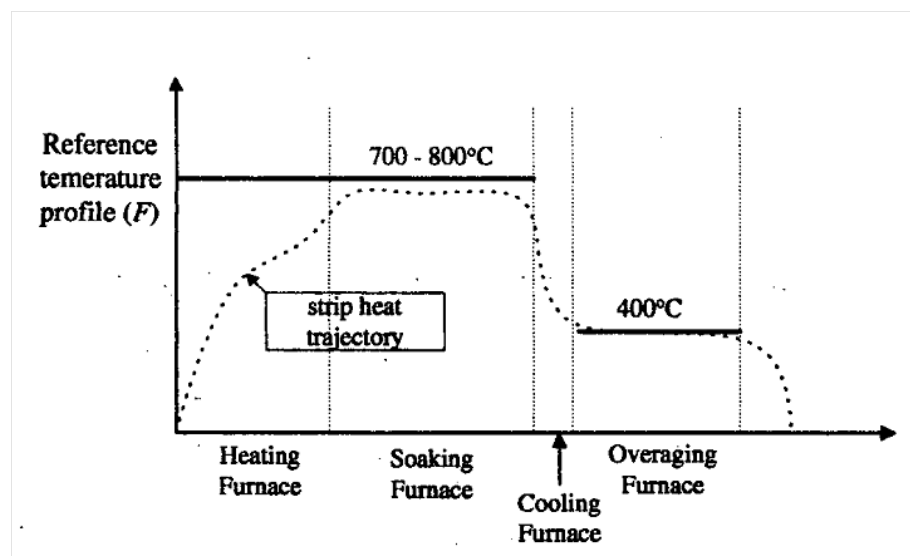 Reference
temerature
profile (F)
700 - 800°C
strip heat
trajectory
400°C
Heating
Furnace
Soaking
Furnace
Cooling
Furnace
Overaging
Furnace